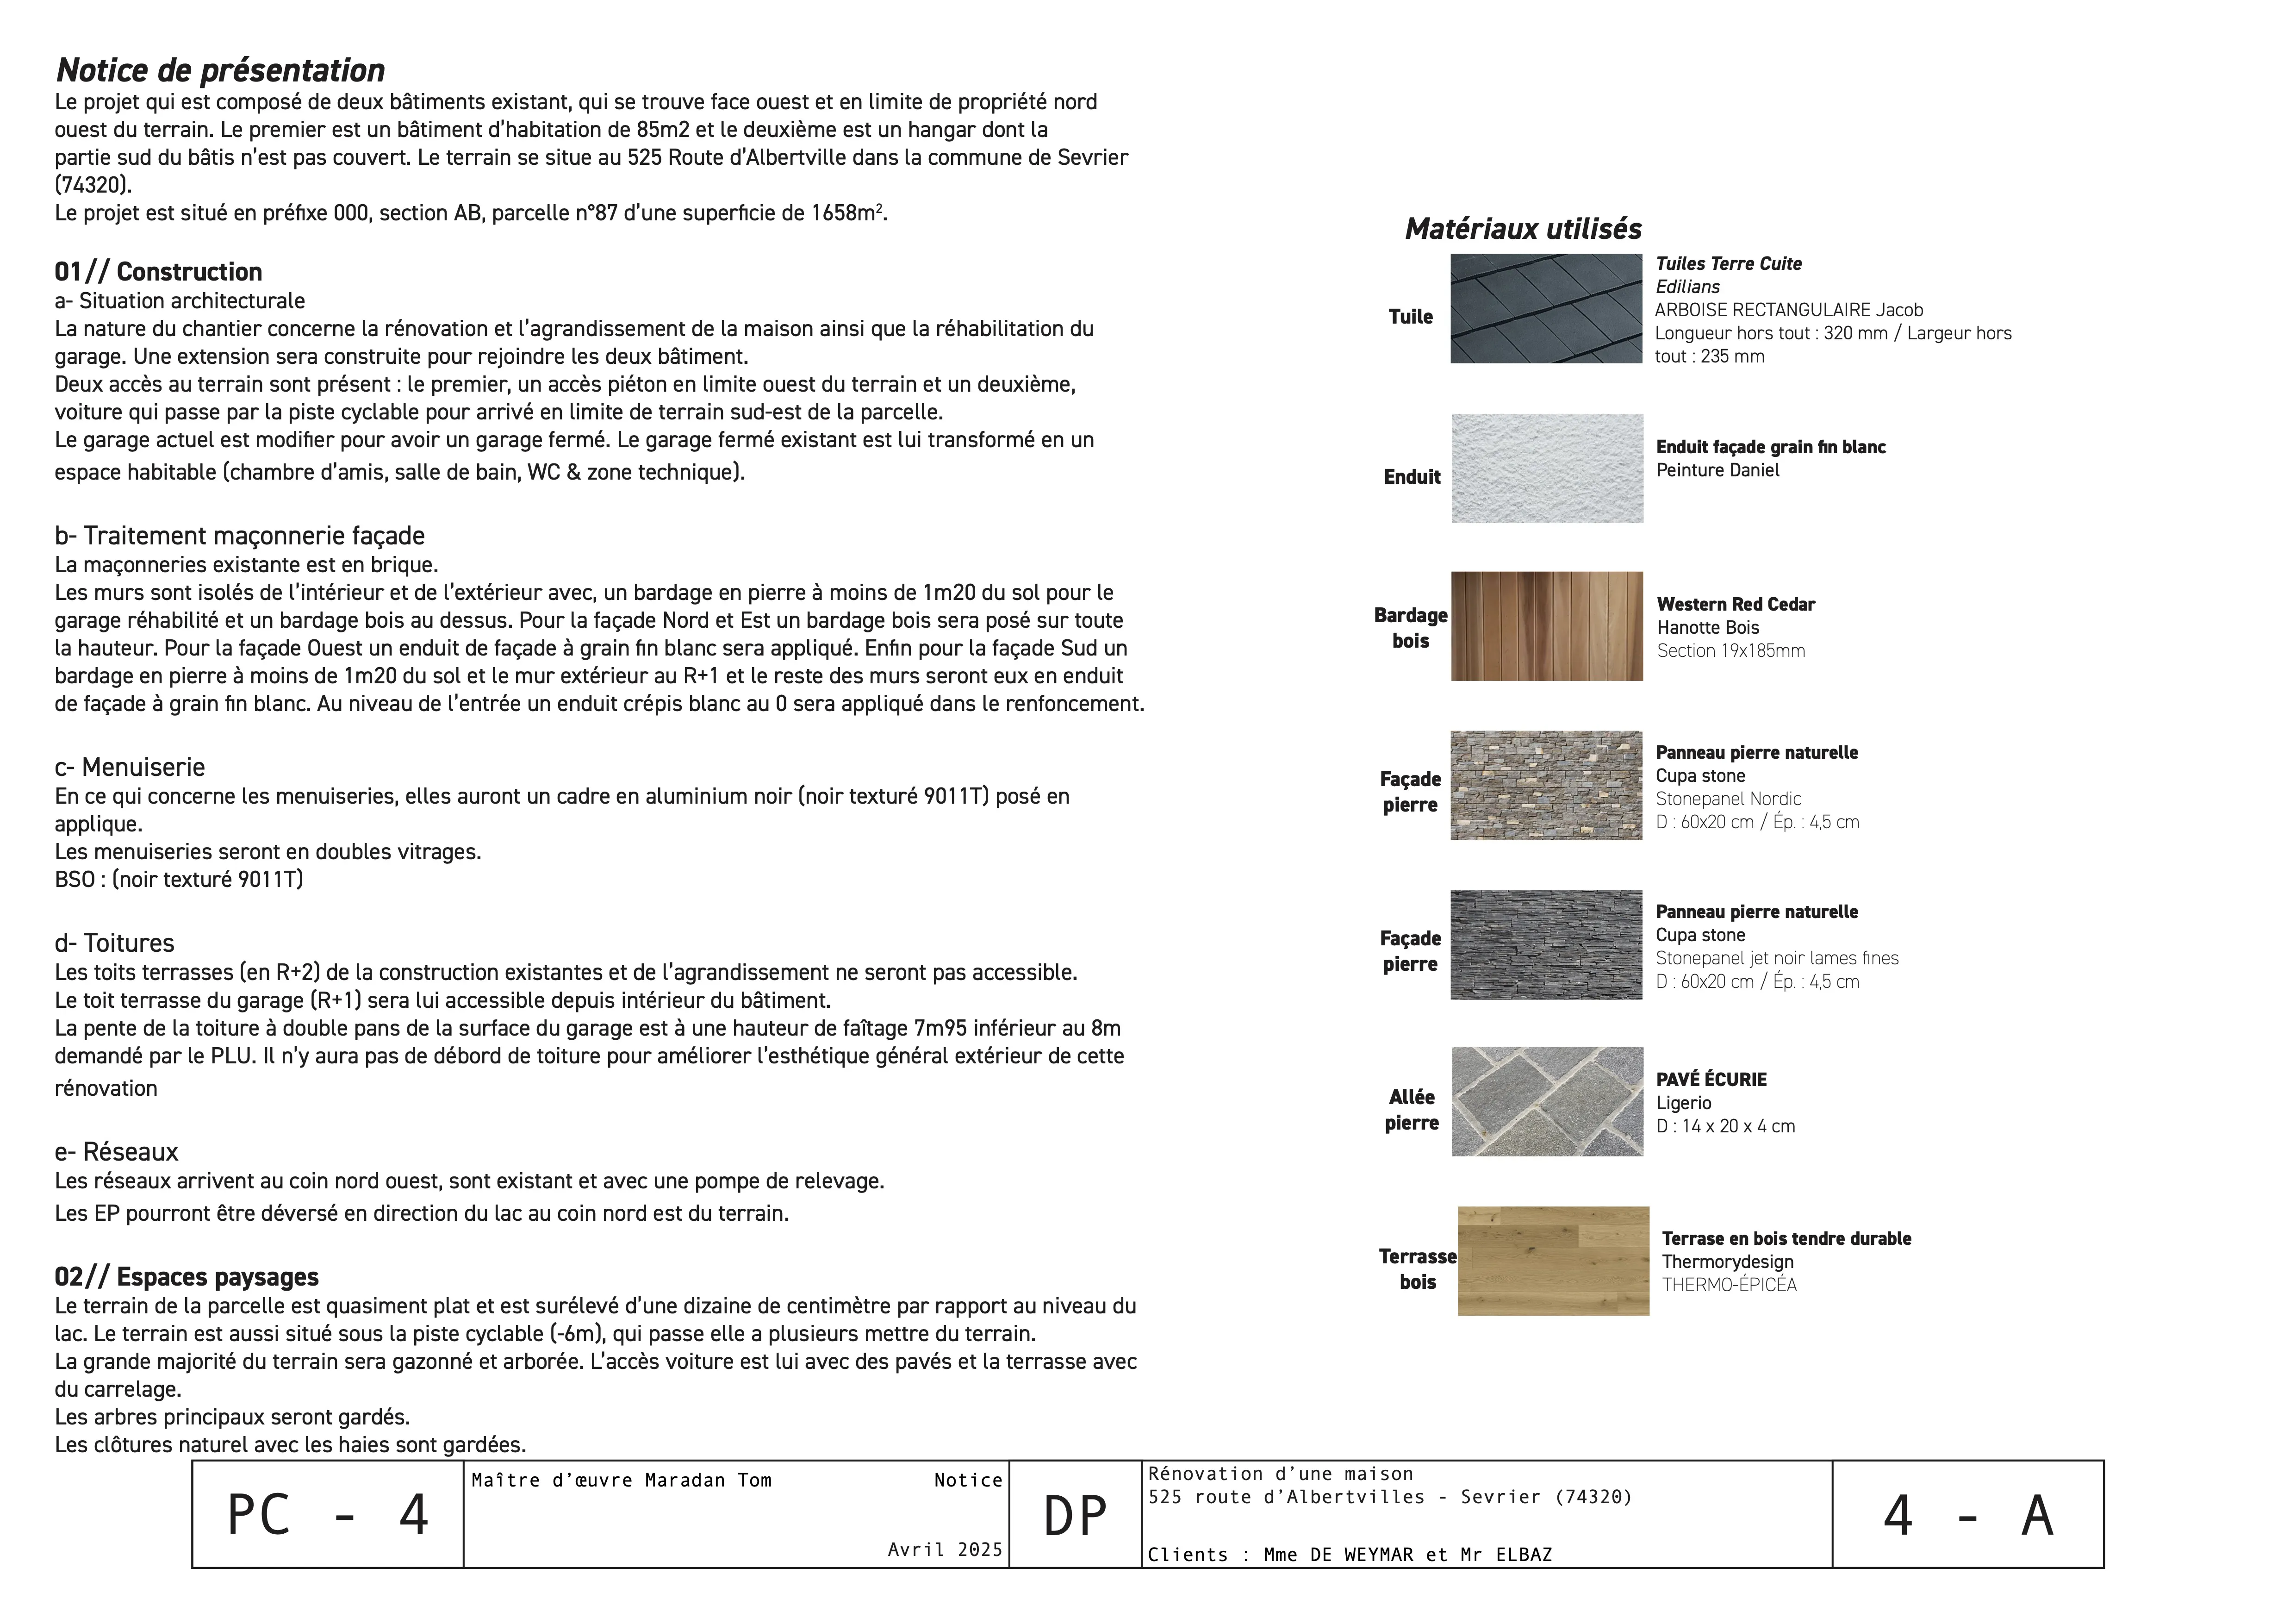 Notice de présentation
Le projet qui est composé de deux bâtiments existant, qui se trouve face ouest et en limite de propriété nord
ouest du terrain. Le premier est un bâtiment d’habitation de 85m2 et le deuxième est un hangar dont la
partie sud du bâtis n’est pas couvert. Le terrain se situe au 525 Route d’Albertville dans la commune de Sevrier
(74320).
Le projet est situé en préfixe 000, section AB, parcelle n°87 d’une superficie de 1658m².
01// Construction
a- Situation architecturale
La nature du chantier concerne la rénovation et l’agrandissement de la maison ainsi que la réhabilitation du
garage. Une extension sera construite pour rejoindre les deux bâtiment.
Deux accès au terrain sont présent : le premier, un accès piéton en limite ouest du terrain et un deuxième,
voiture qui passe par la piste cyclable pour arrivé en limite de terrain sud-est de la parcelle.
Le garage actuel est modifier pour avoir un garage fermé. Le garage fermé existant est lui transformé en un
espace habitable (chambre d’amis, salle de bain, WC & zone technique).
b- Traitement maçonnerie façade
La maçonneries existante est en brique.
Les murs sont isolés de l’intérieur et de l’extérieur avec, un bardage en pierre à moins de 1m20 du sol pour le
garage réhabilité et un bardage bois au dessus. Pour la façade Nord et Est un bardage bois sera posé sur toute
la hauteur. Pour la façade Ouest un enduit de façade à grain fin blanc sera appliqué. Enfin pour la façade Sud un
bardage en pierre à moins de 1m20 du sol et le mur extérieur au R+1 et le reste des murs seront eux en enduit
de façade à grain fin blanc. Au niveau de l’entrée un enduit crépis blanc au 0 sera appliqué dans le renfoncement.
c- Menuiserie
En ce qui concerne les menuiseries, elles auront un cadre en aluminium noir (noir texturé 9011T) posé en
applique.
Les menuiseries seront en doubles vitrages.
BSO : (noir texturé 9011T)
d- Toitures
Les toits terrasses (en R+2) de la construction existantes et de l’agrandissement ne seront pas accessible.
Le toit terrasse du garage (R+1) sera lui accessible depuis intérieur du bâtiment.
La pente de la toiture à double pans de la surface du garage est à une hauteur de faîtage 7m95 inférieur au 8m
demandé par le PLU. Il n’y aura pas de débord de toiture pour améliorer l’esthétique général extérieur de cette
rénovation
e- Réseaux
Les réseaux arrivent au coin nord ouest, sont existant et avec une pompe de relevage.
Les EP pourront être déversé en direction du lac au coin nord est du terrain.
02// Espaces paysages
Le terrain de la parcelle est quasiment plat et est surélevé d’une dizaine de centimètre par rapport au niveau du
lac. Le terrain est aussi situé sous la piste cyclable (-6m), qui passe elle a plusieurs mettre du terrain.
La grande majorité du terrain sera gazonné et arborée. L’accès voiture est lui avec des pavés et la terrasse avec
du carrelage.
Les arbres principaux seront gardés.
Les clôtures naturel avec les haies sont gardées.
Matériaux utilisés
Tuile
Tuiles Terre Cuite
Edilians
ARBOISE RECTANGULAIRE Jacob
Longueur hors tout : 320 mm / Largeur hors
tout : 235 mm
Enduit
Enduit façade grain fin blanc
Peinture Daniel
Bardage
bois
Western Red Cedar
Hanotte Bois
Section 19x185mm
Façade
pierre
Panneau pierre naturelle
Cupa stone
Stonepanel Nordic
D : 60x20 cm / Ép. : 4,5 cm
Façade
pierre
Panneau pierre naturelle
Cupa stone
Stonepanel jet noir lames fines
D : 60x20 cm / Ép. : 4,5 cm
Allée
pierre
PAVÉ ÉCURIE
Ligerio
D : 14 x 20 x 4 cm
Terrasse
bois
Terrase en bois tendre durable
Thermorydesign
THERMO-ÉPICÉA
PC - 4
Maître d’œuvre Maradan Tom
Notice
Avril 2025
DP
Rénovation d’une maison
525 route d’Albertvilles - Sevrier (74320)
Clients : Mme DE WEYMAR et Mr ELBAZ
4 - A